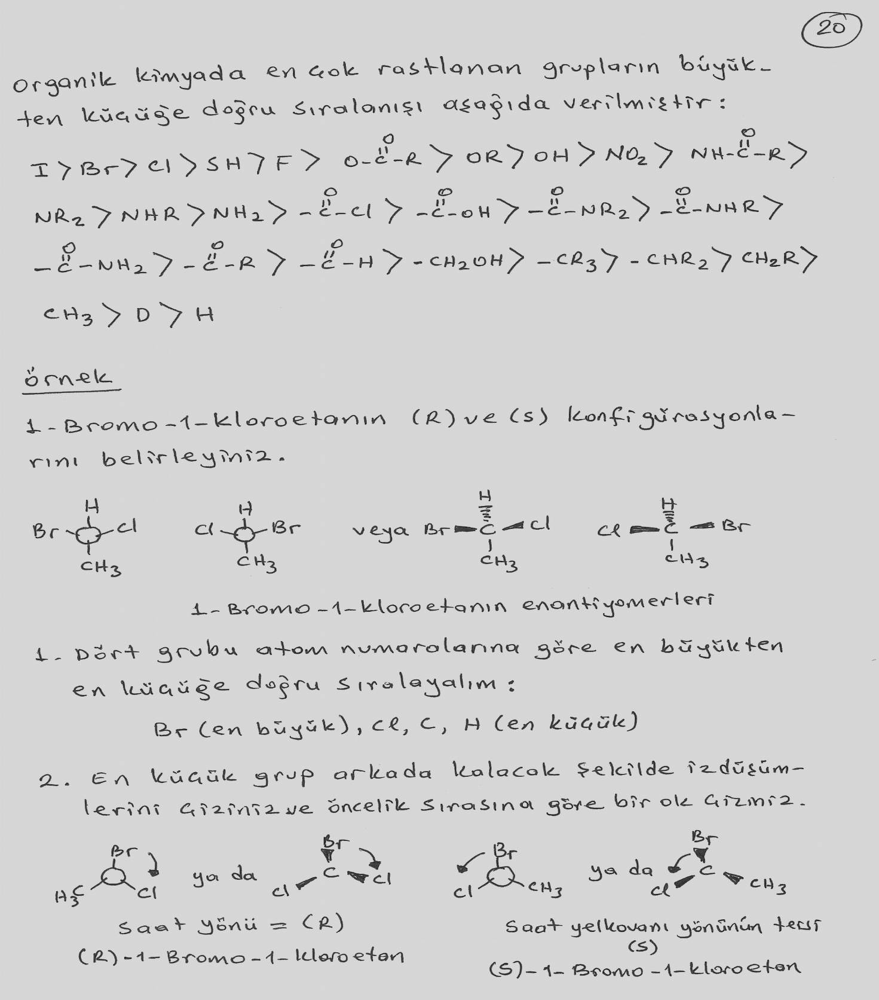 20
Organik kimyada en çok rastlanan grupların büyük-
ten küçüğe doğru sıralanışı aşağıda verilmiştir:
I > Br > Cl > SH > F > O-C(=O)-R > OR > OH > NO2 > NH-C(=O)-R >
NR2 > NHR > NH2 > -C(=O)-Cl > -C(=O)-OH > -C(=O)-NR2 > -C(=O)-NHR >
-C(=O)-NH2 > -C(=O)-R > -C(=O)-H > -CH2OH > -CR3 > -CHR2 > CH2R >
CH3 > D > H
örnek
1-Bromo-1-kloroetanın (R) ve (S) konfigürasyonla-
rını belirleyiniz.
H H H H
Br Cl Cl Br veya Br C Cl Cl C Br
CH3 CH3 CH3 CH3
1-Bromo-1-kloroetanın enantiyomerleri
1- Dört grubu atom numaralarına göre en büyükten
en küçüğe doğru sıralayalım:
Br (en büyük), Cl, C, H (en küçük)
2. En küçük grup arkada kalacak şekilde izdüşüm-
lerini çiziniz ve öncelik sırasına göre bir ok çiziniz.
Br Br Br Br
ya da C ya da C
H3C Cl Cl Cl Cl CH3 Cl CH3
Saat yönü = (R)
(R)-1-Bromo-1-kloroetan
Saat yelkovanı yönünün tersi
(S)
(S)-1-Bromo-1-kloroetan